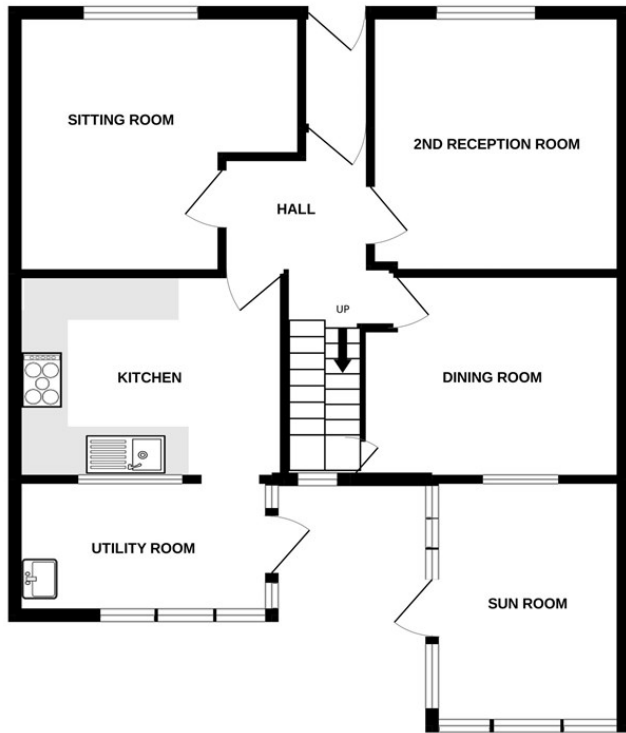 SITTING ROOM
2ND RECEPTION ROOM
HALL
UP
KITCHEN
DINING ROOM
UTILITY ROOM
SUN ROOM